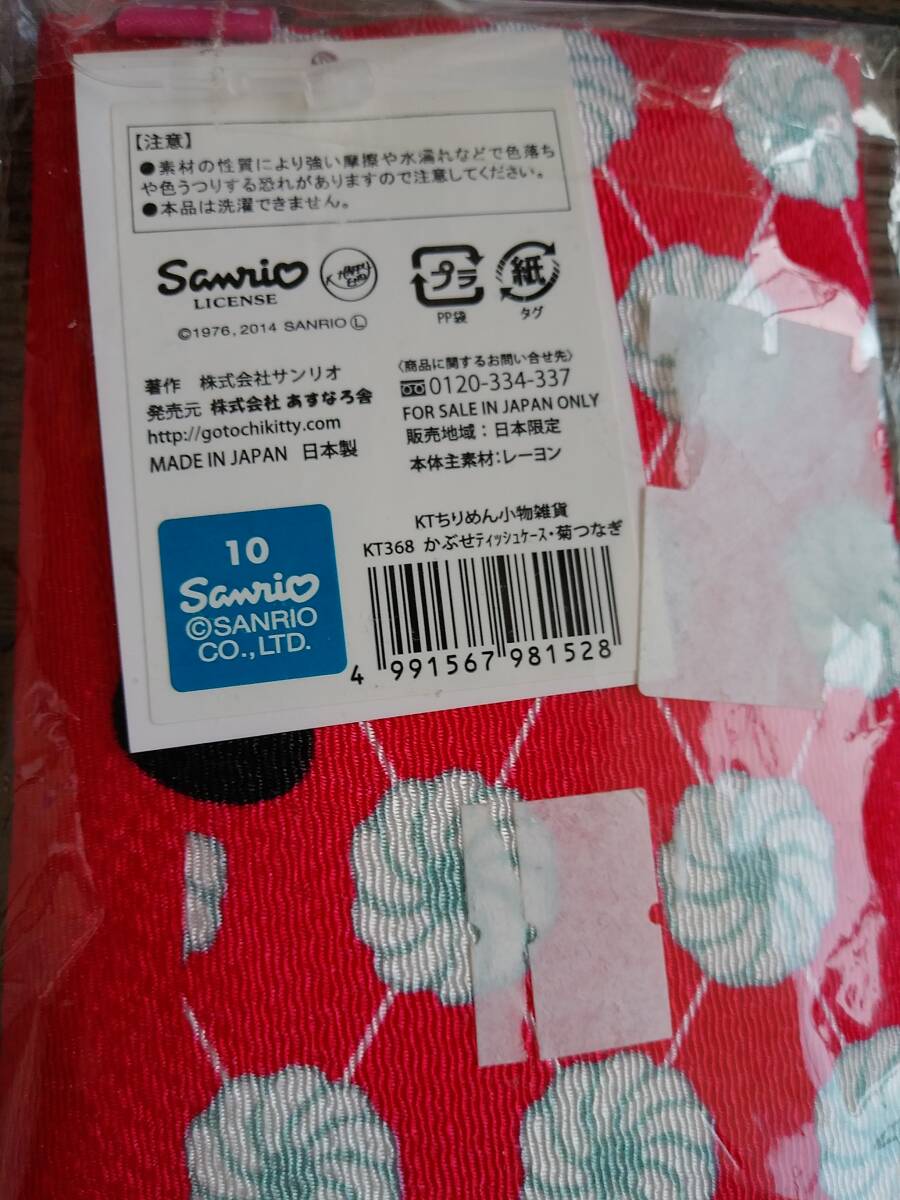 【注意】
●素材の性質により強い摩擦や水濡れなどで色落ち
や色うつりする恐れがありますので注意してください。
●本品は洗濯できません。
Sanrio
LICENSE
HAPPY
©1976, 2014 SANRIO Ⓛ
プラ
PP袋
紙
タグ
著作 株式会社サンリオ
発売元 株式会社 あすなろ舎
http://gotochikitty.com
MADE IN JAPAN 日本製
〈商品に関するお問い合せ先〉
0120-334-337
FOR SALE IN JAPAN ONLY
販売地域：日本限定
本体主素材：レーヨン
10
Sanrio
©SANRIO
CO.,LTD.
KTちりめん小物雑貨
KT368 かぶせティッシュケース・菊つなぎ
4 991567 981528